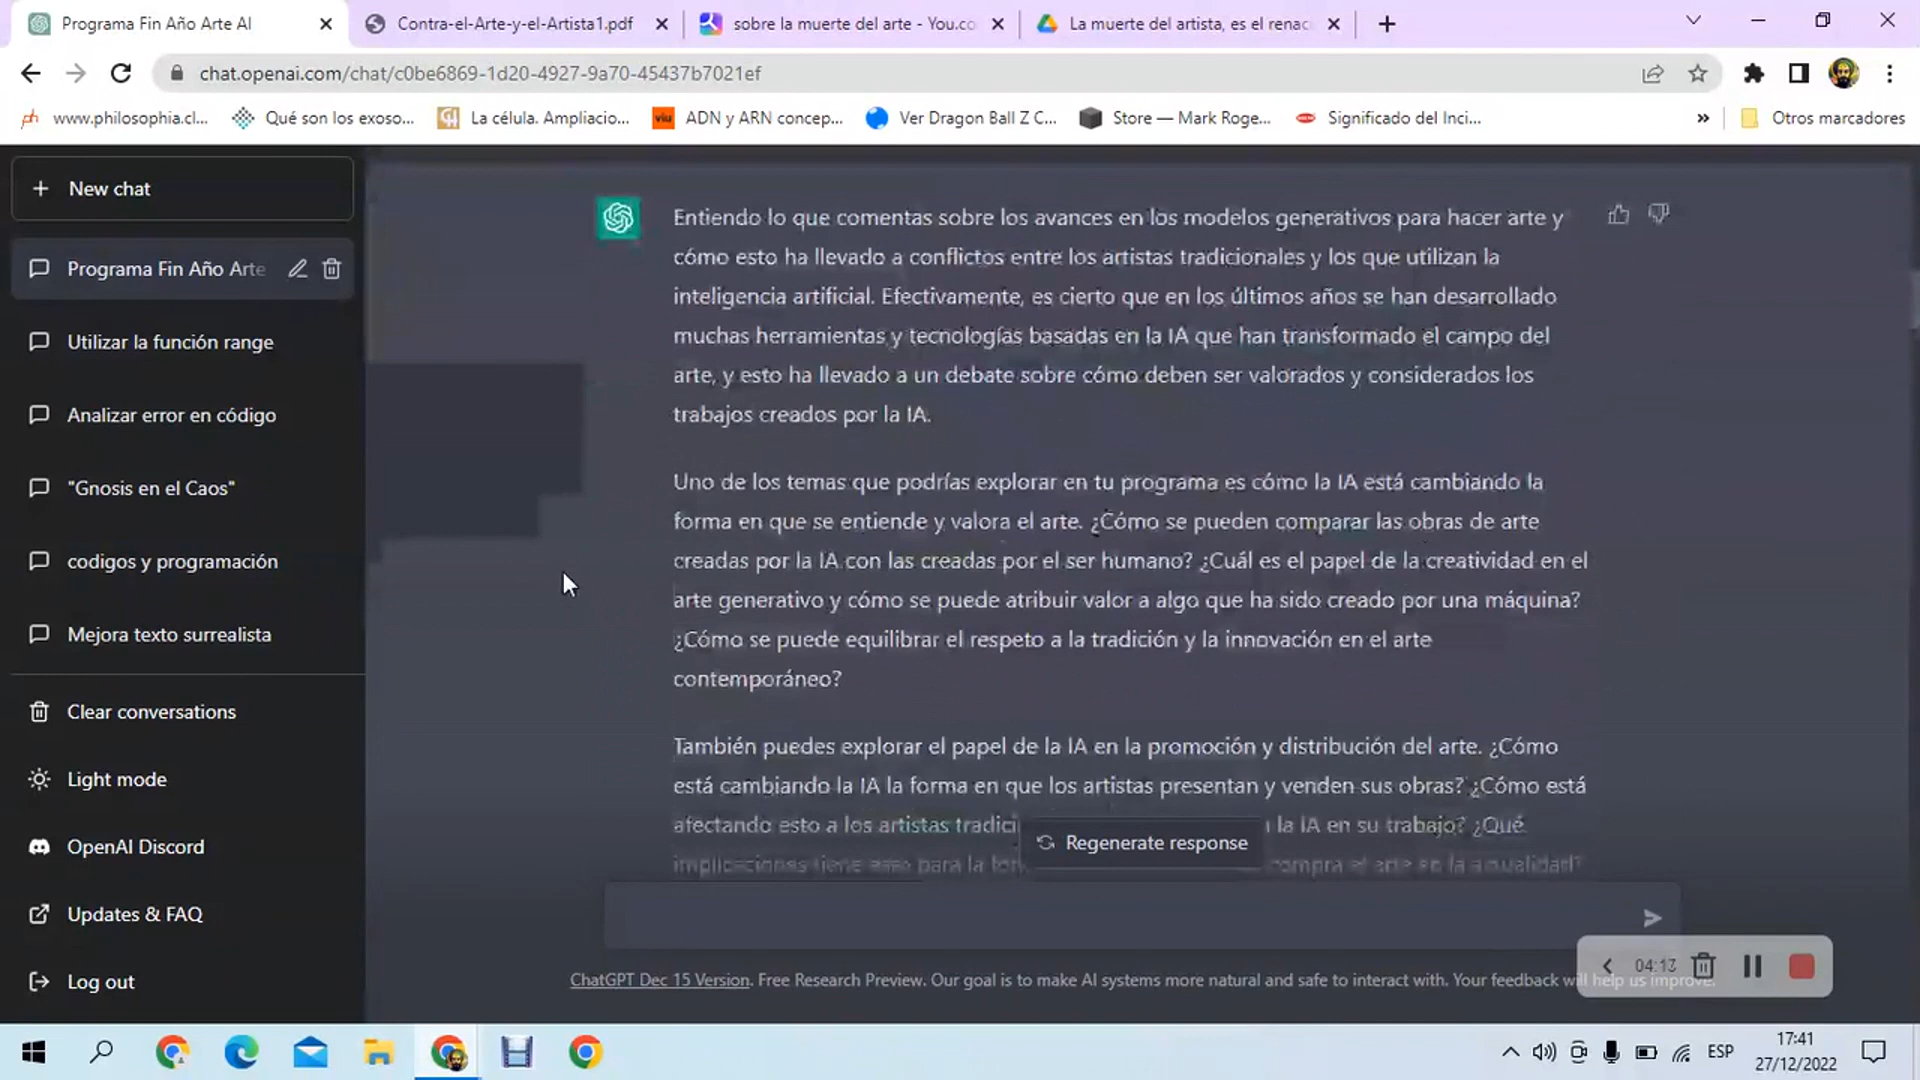 Programa Fin Año Arte AI
Contra-el-Arte-y-el-Artista1.pdf
sobre la muerte del arte - You.co
La muerte del artista, es el renac
chat.openai.com/chat/c0be6869-1d20-4927-9a70-45437b7021ef
www.philosophia.cl...
Qué son los exoso...
La célula. Ampliacio...
viu
ADN y ARN concep...
Ver Dragon Ball Z C...
Store — Mark Roge...
Significado del Inci...
»
Otros marcadores
New chat
Programa Fin Año Arte
Utilizar la función range
Analizar error en código
"Gnosis en el Caos"
codigos y programación
Mejora texto surrealista
Clear conversations
Light mode
OpenAI Discord
Updates & FAQ
Log out
Entiendo lo que comentas sobre los avances en los modelos generativos para hacer arte y
cómo esto ha llevado a conflictos entre los artistas tradicionales y los que utilizan la
inteligencia artificial. Efectivamente, es cierto que en los últimos años se han desarrollado
muchas herramientas y tecnologías basadas en la IA que han transformado el campo del
arte, y esto ha llevado a un debate sobre cómo deben ser valorados y considerados los
trabajos creados por la IA.
Uno de los temas que podrías explorar en tu programa es cómo la IA está cambiando la
forma en que se entiende y valora el arte. ¿Cómo se pueden comparar las obras de arte
creadas por la IA con las creadas por el ser humano? ¿Cuál es el papel de la creatividad en el
arte generativo y cómo se puede atribuir valor a algo que ha sido creado por una máquina?
¿Cómo se puede equilibrar el respeto a la tradición y la innovación en el arte
contemporáneo?
También puedes explorar el papel de la IA en la promoción y distribución del arte. ¿Cómo
está cambiando la IA la forma en que los artistas presentan y venden sus obras? ¿Cómo está
afectando esto a los artistas tradici la IA en su trabajo? ¿Qué
implicaciones tiene esto para la compra el arte en la actualidad?
Regenerate response
ChatGPT Dec 15 Version. Free Research Preview. Our goal is to make AI systems more natural and safe to interact with. Your feedback will help us improve.
04:13
ESP
17:41
27/12/2022